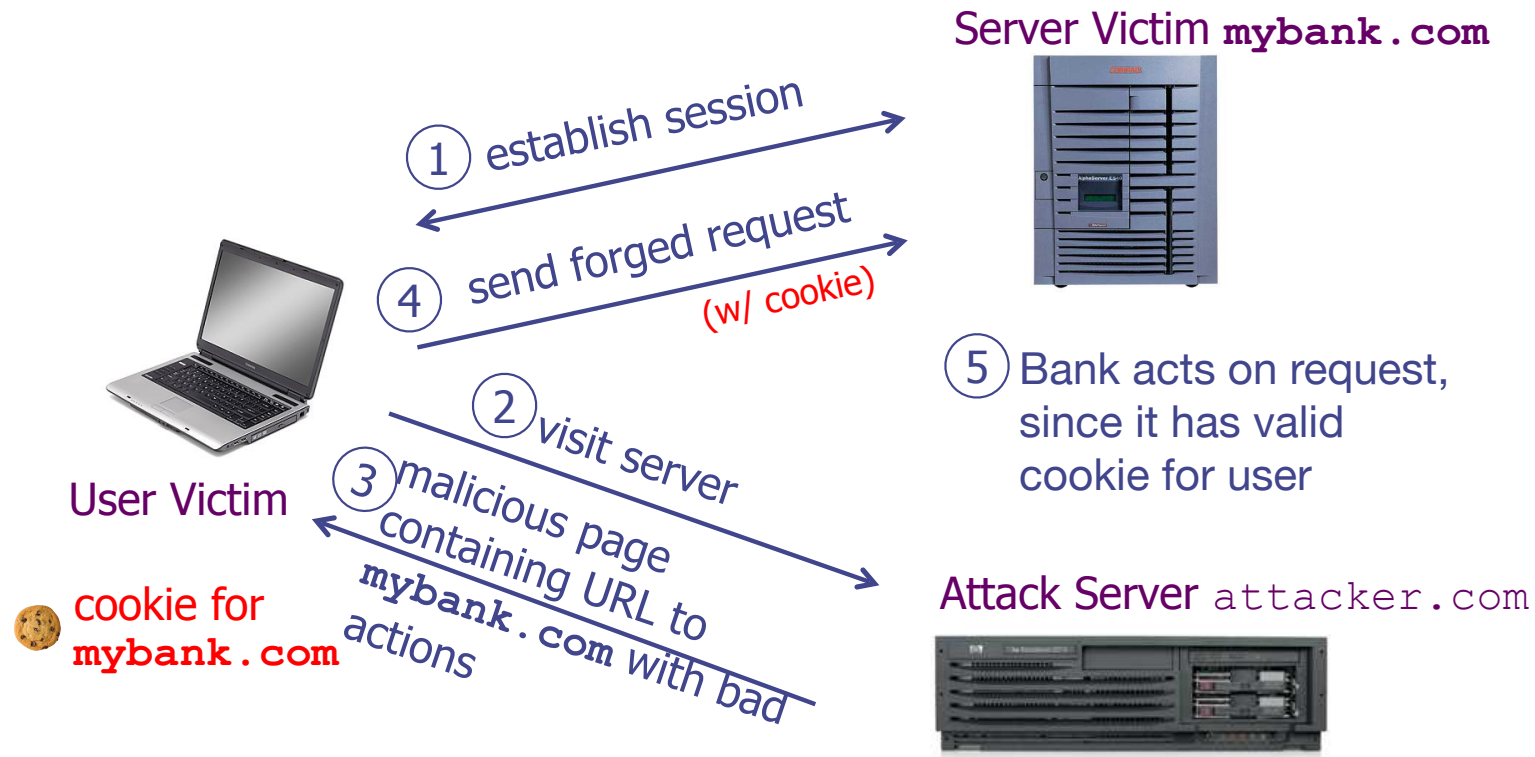 Server Victim mybank.com
1 establish session
4 send forged request
(w/ cookie)
2 visit server
3 malicious page
containing URL to
mybank.com with bad
actions
User Victim
cookie for
mybank.com
5 Bank acts on request,
since it has valid
cookie for user
Attack Server attacker.com